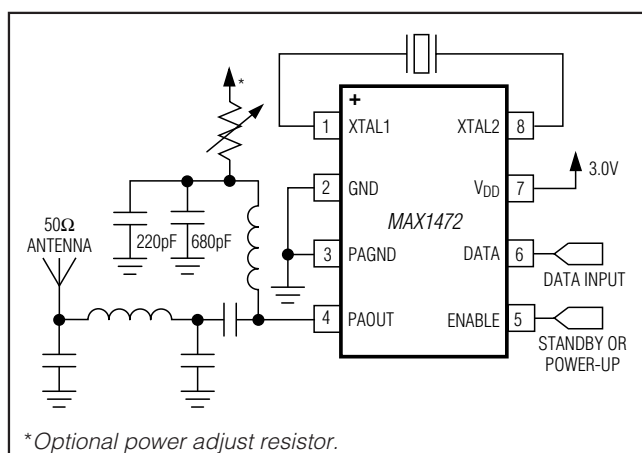 *
+
1 XTAL1
XTAL2 8
2 GND
VDD 7
3.0V
MAX1472
50Ω
ANTENNA
220pF
680pF
3 PAGND
DATA 6
DATA INPUT
4 PAOUT
ENABLE 5
STANDBY OR
POWER-UP
*Optional power adjust resistor.